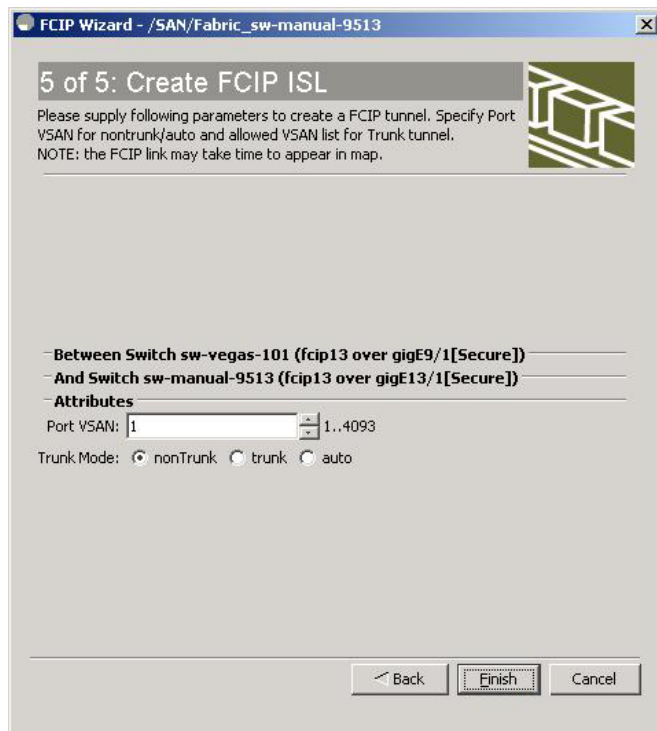 FCIP Wizard - /SAN/Fabric_sw-manual-9513
5 of 5: Create FCIP ISL
Please supply following parameters to create a FCIP tunnel. Specify Port
VSAN for nontrunk/auto and allowed VSAN list for Trunk tunnel.
NOTE: the FCIP link may take time to appear in map.
Between Switch sw-vegas-101 (fcip13 over gigE9/1[Secure])
And Switch sw-manual-9513 (fcip13 over gigE13/1[Secure])
Attributes
Port VSAN: 1 1..4093
Trunk Mode: nonTrunk trunk auto
Back Finish Cancel